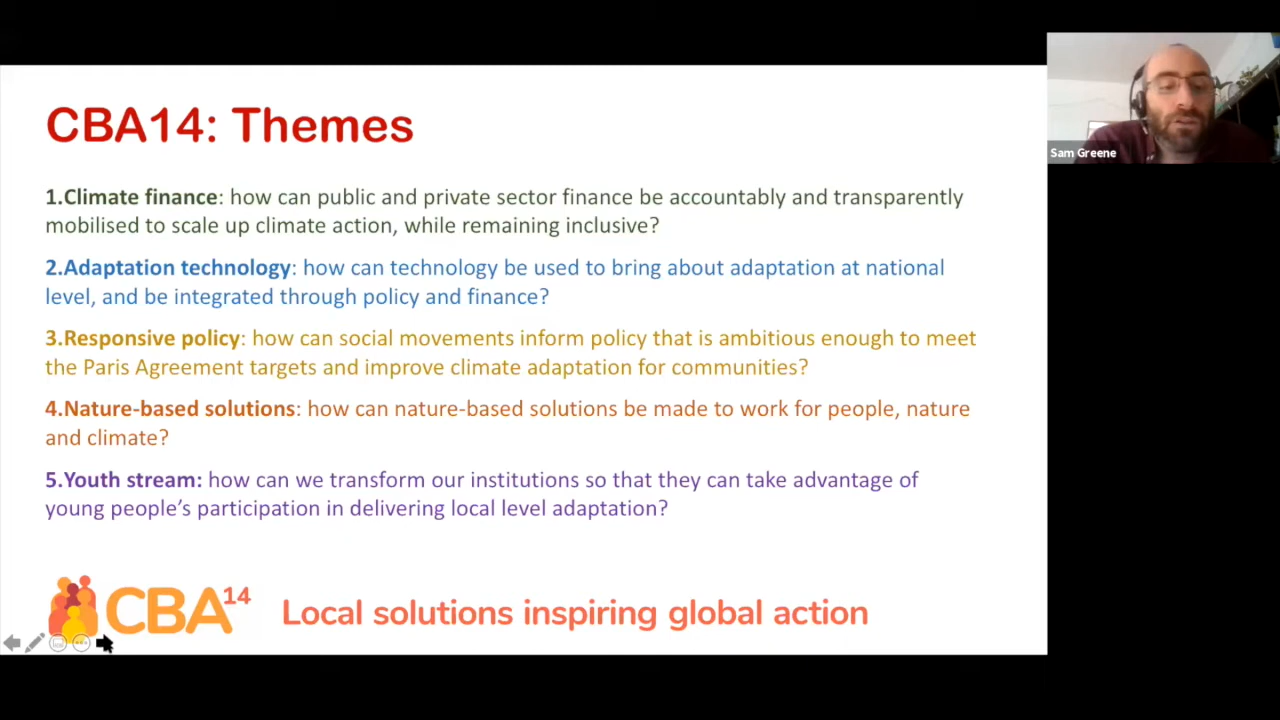 CBA14: Themes
Sam Greene
1.Climate finance: how can public and private sector finance be accountably and transparently
mobilised to scale up climate action, while remaining inclusive?
2.Adaptation technology: how can technology be used to bring about adaptation at national
level, and be integrated through policy and finance?
3.Responsive policy: how can social movements inform policy that is ambitious enough to meet
the Paris Agreement targets and improve climate adaptation for communities?
4.Nature-based solutions: how can nature-based solutions be made to work for people, nature
and climate?
5.Youth stream: how can we transform our institutions so that they can take advantage of
young people’s participation in delivering local level adaptation?
CBA14
Local solutions inspiring global action